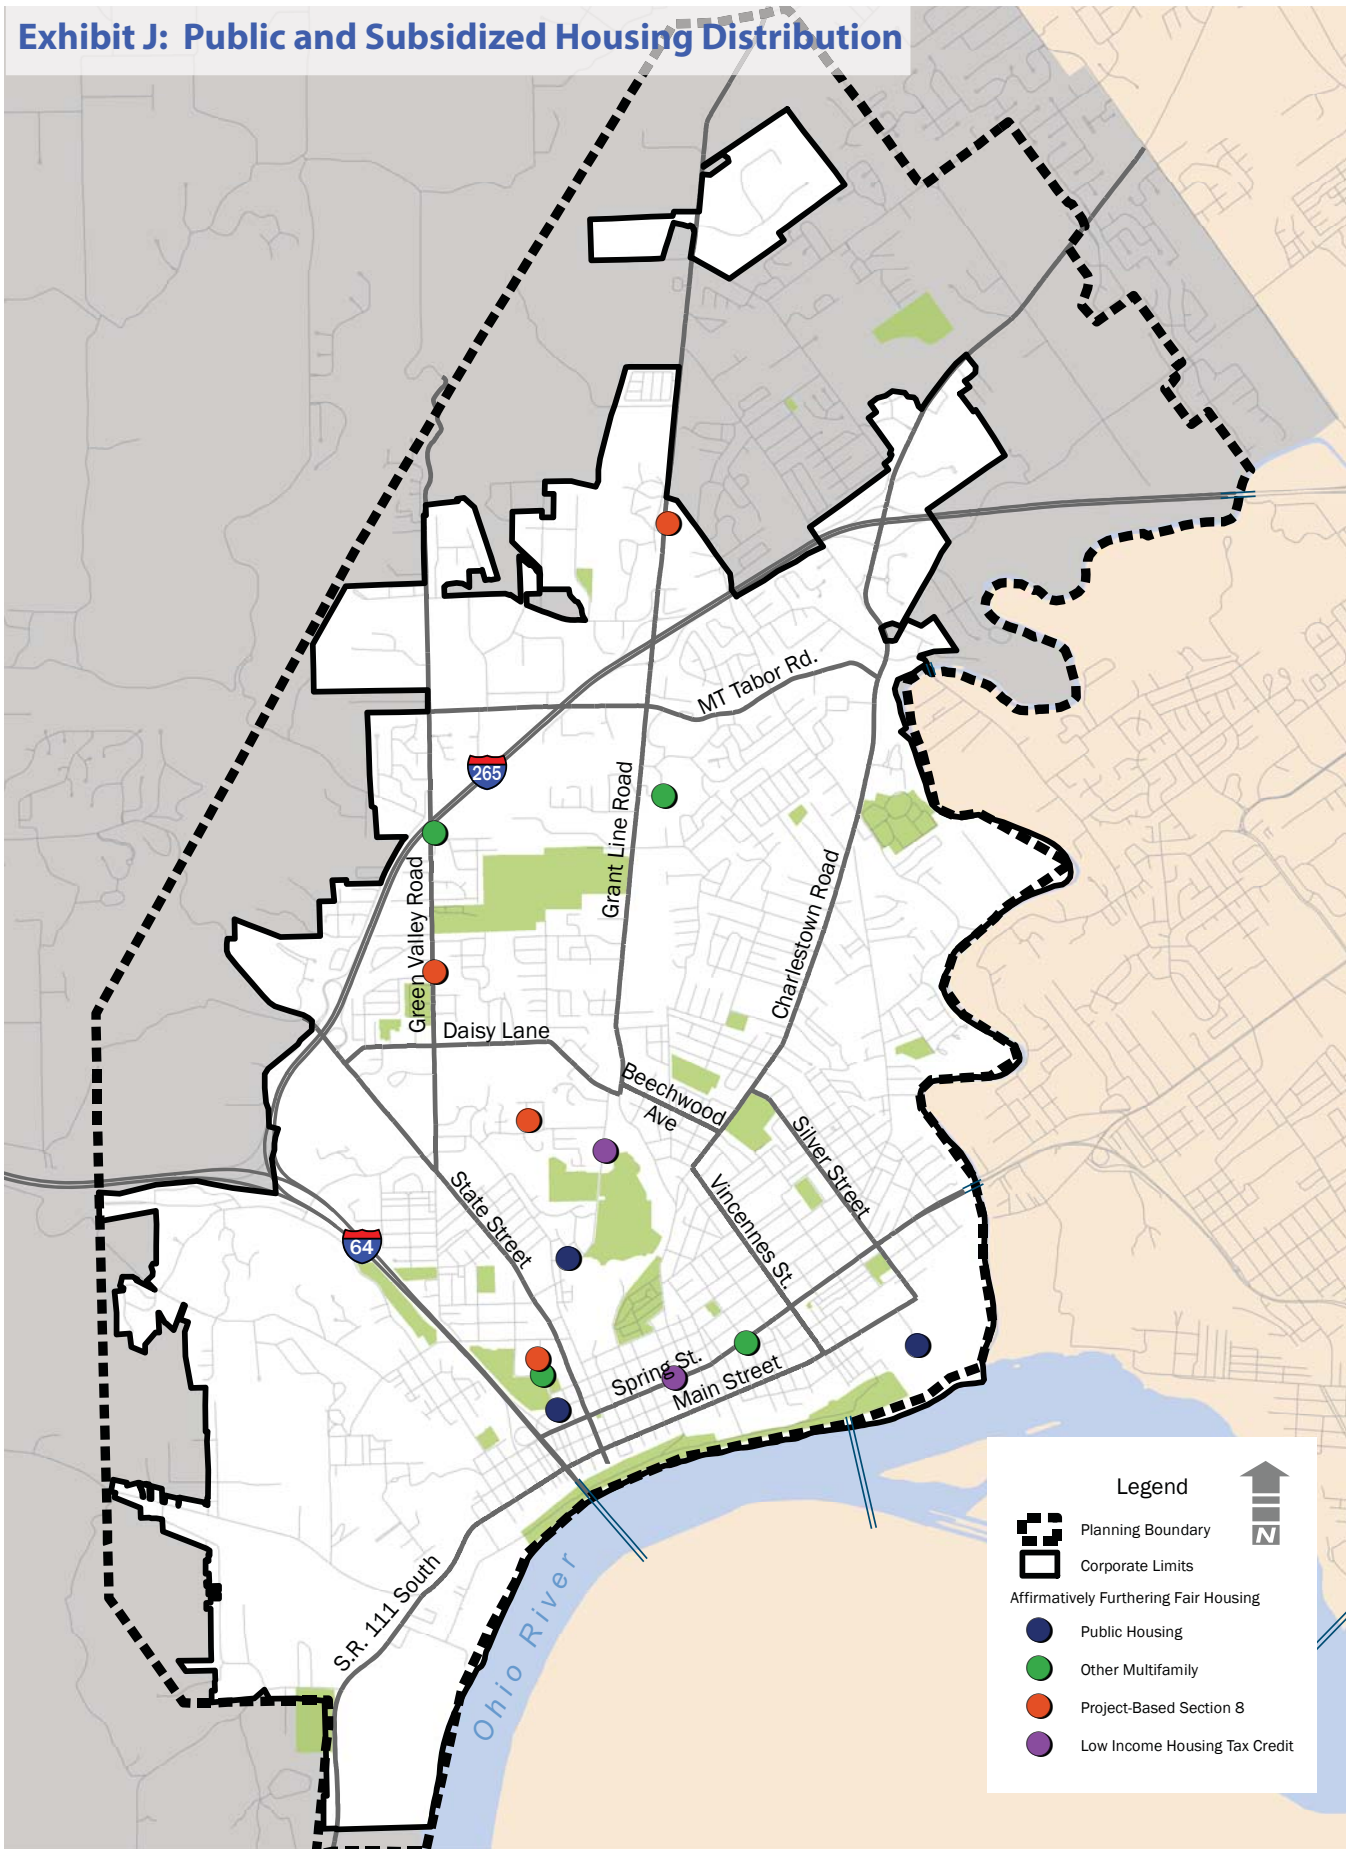 Exhibit J: Public and Subsidized Housing Distribution
MT Tabor Rd.
265
Grant Line Road
Green Valley Road
Charlestown Road
Daisy Lane
Beechwood
Ave
Silver Street
State Street
Vincennes St.
64
Spring St.
Main Street
S.R. 111 South
Ohio River
Legend
N
Planning Boundary
Corporate Limits
Affirmatively Furthering Fair Housing
Public Housing
Other Multifamily
Project-Based Section 8
Low Income Housing Tax Credit